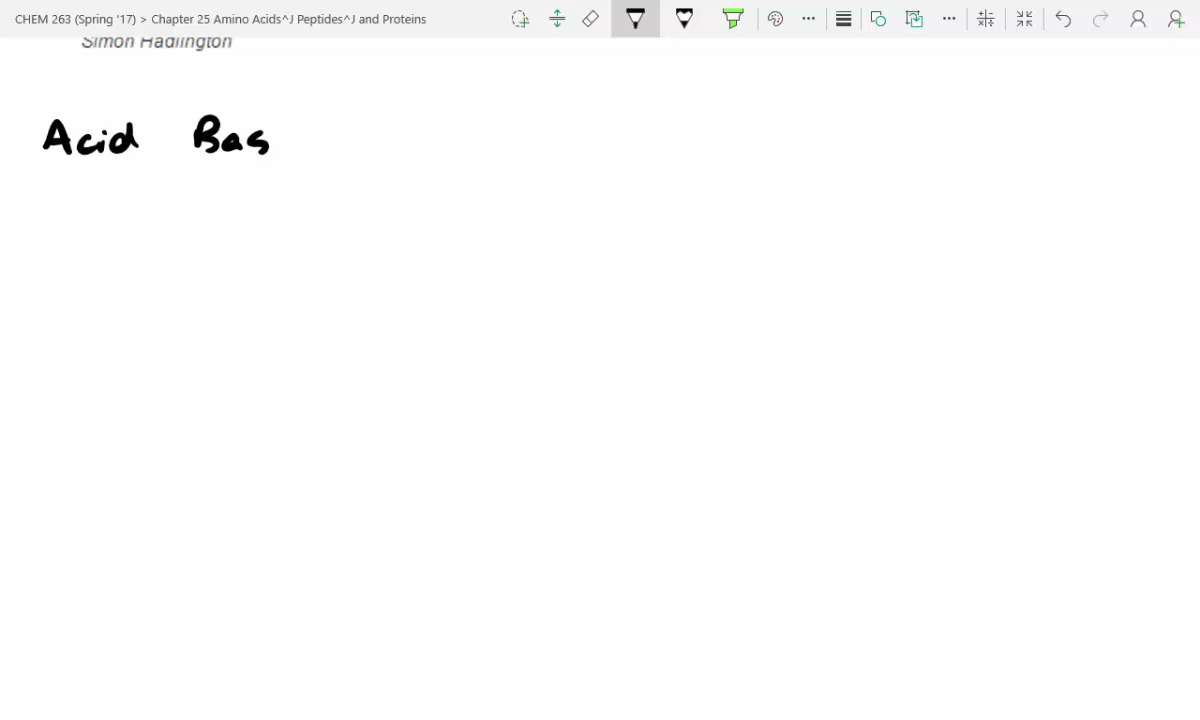 CHEM 263 (Spring '17) > Chapter 25 Amino Acids^J Peptides^J and Proteins
Simon Hadlington
Acid Bas